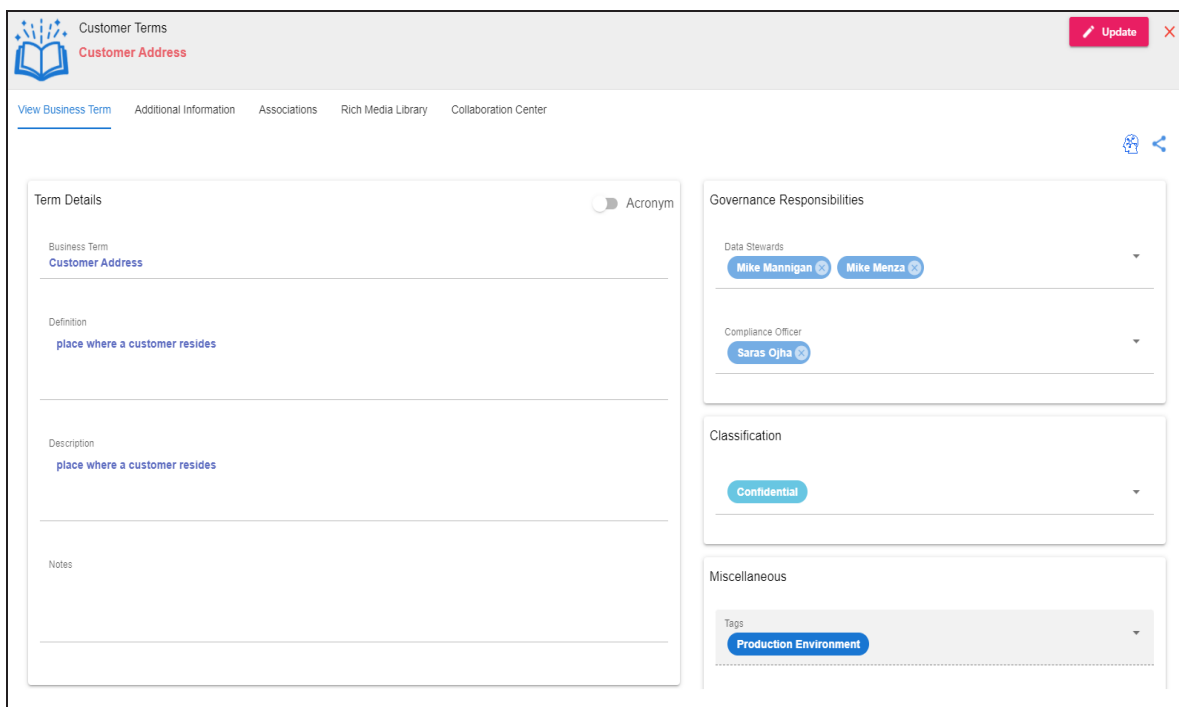 Customer Terms
Customer Address
Update
View Business Term
Additional Information
Associations
Rich Media Library
Collaboration Center
Term Details
Acronym
Business Term
Customer Address
Definition
place where a customer resides
Description
place where a customer resides
Notes
Governance Responsibilities
Data Stewards
Mike Mannigan
Mike Menza
Compliance Officer
Saras Ojha
Classification
Confidential
Miscellaneous
Tags
Production Environment